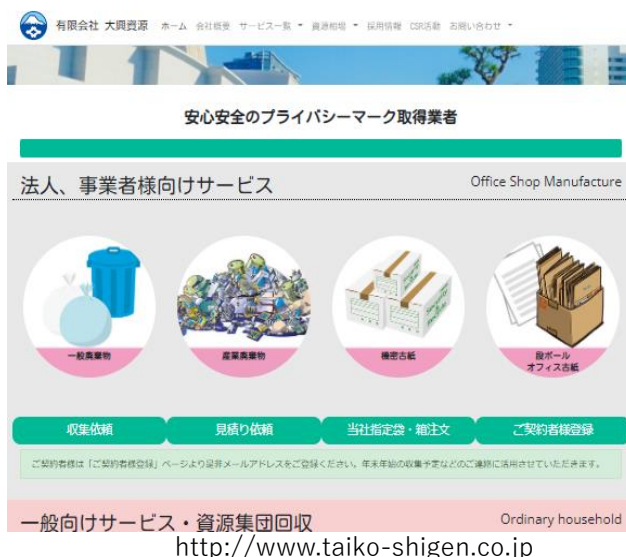 有限会社 大興資源 ホーム 会社概要 サービス一覧 資源相場 採用情報 CSR活動 お問い合わせ
安心安全のプライバシーマーク取得業者
法人、事業者様向けサービス Office Shop Manufacture
一般廃棄物 産業廃棄物 機密古紙 段ボール
オフィス古紙
収集依頼 見積り依頼 当社指定袋・箱注文 ご契約者様登録
ご契約者様は「ご契約者様登録」ページより是非メールアドレスをご登録ください。年末年始の収集予定などのご連絡に活用させていただきます。
一般向けサービス・資源集団回収 Ordinary household
http://www.taiko-shigen.co.jp